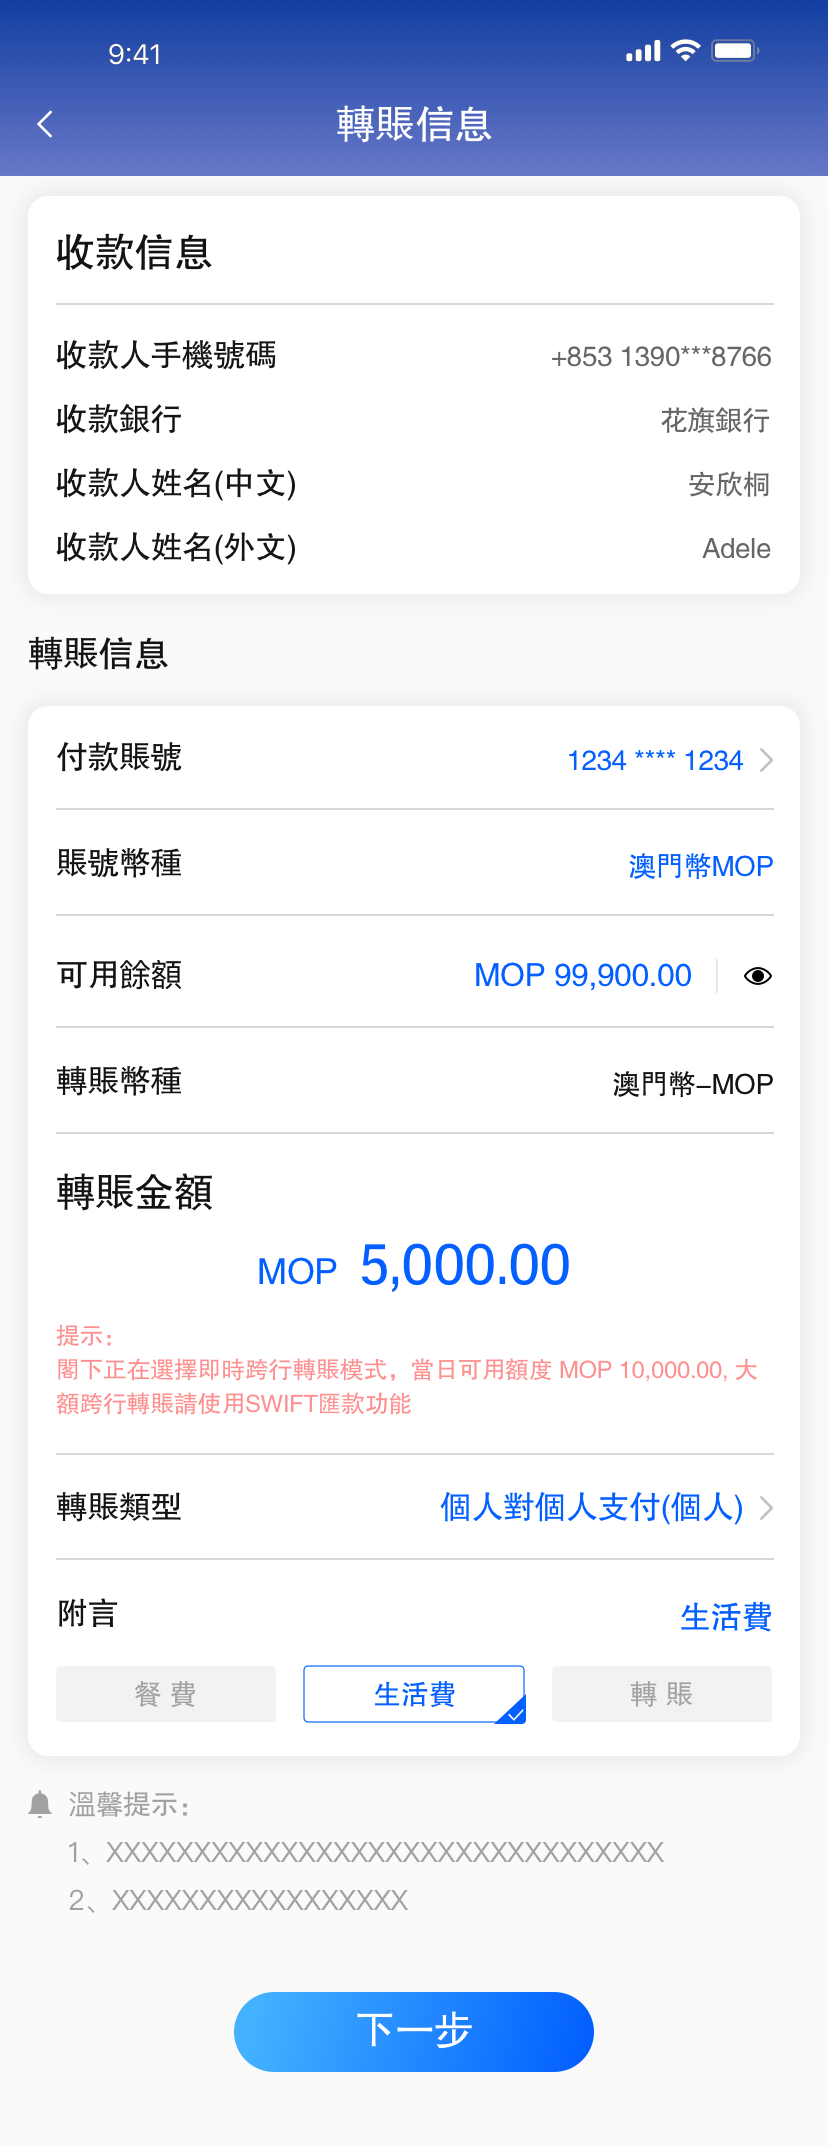 9:41
轉賬信息
收款信息
收款人手機號碼 +853 1390***8766
收款銀行 花旗銀行
收款人姓名(中文) 安欣桐
收款人姓名(外文) Adele
轉賬信息
付款賬號 1234 **** 1234
賬號幣種 澳門幣MOP
可用餘額 MOP 99,900.00
轉賬幣種 澳門幣–MOP
轉賬金額
MOP 5,000.00
提示：
閣下正在選擇即時跨行轉賬模式，當日可用額度 MOP 10,000.00, 大
額跨行轉賬請使用SWIFT匯款功能
轉賬類型 個人對個人支付(個人)
附言 生活費
餐 費 生活費 轉 賬
溫馨提示：
1、XXXXXXXXXXXXXXXXXXXXXXXXXXXXXXXX
2、XXXXXXXXXXXXXXXXX
下一步